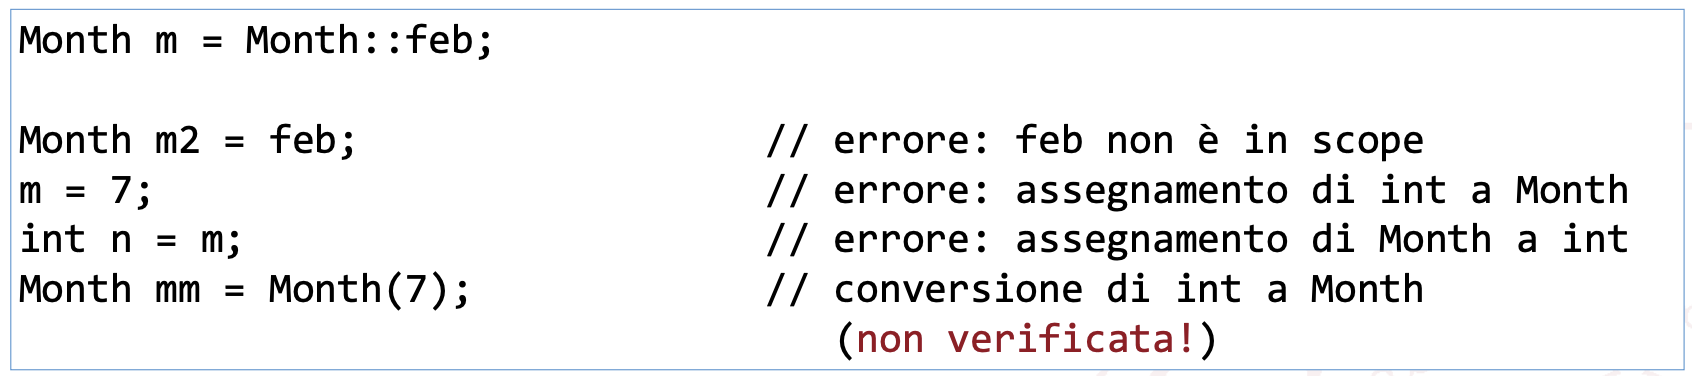 Month m = Month::feb;
Month m2 = feb; // errore: feb non è in scope
m = 7; // errore: assegnamento di int a Month
int n = m; // errore: assegnamento di Month a int
Month mm = Month(7); // conversione di int a Month
(non verificata!)